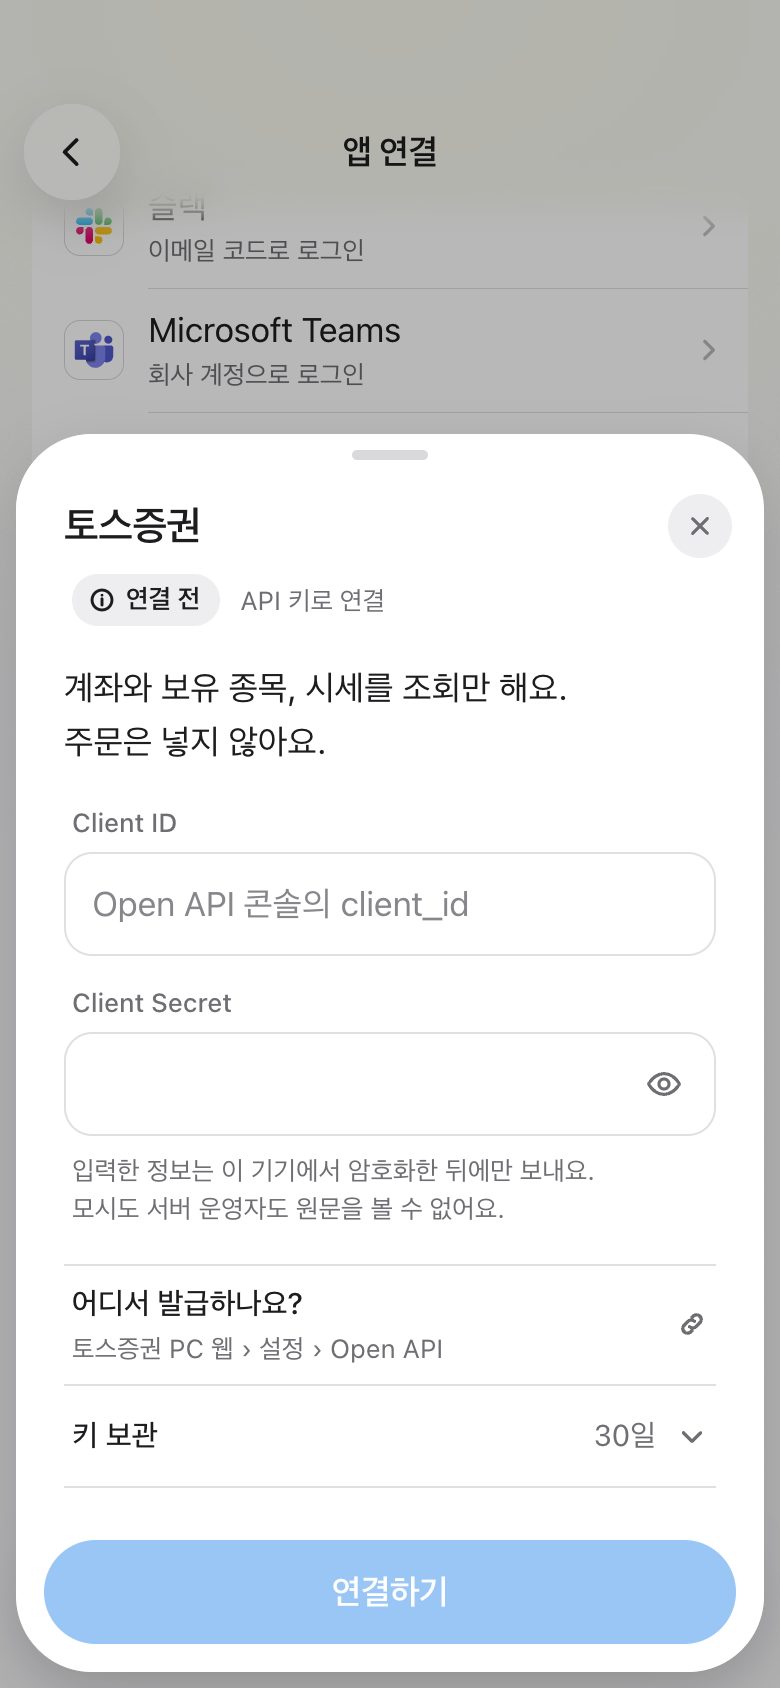 앱 연결
슬랙
이메일 코드로 로그인
Microsoft Teams
회사 계정으로 로그인
토스증권
연결 전
API 키로 연결
계좌와 보유 종목, 시세를 조회만 해요.
주문은 넣지 않아요.
Client ID
Open API 콘솔의 client_id
Client Secret
입력한 정보는 이 기기에서 암호화한 뒤에만 보내요.
모시도 서버 운영자도 원문을 볼 수 없어요.
어디서 발급하나요?
토스증권 PC 웹 › 설정 › Open API
키 보관
30일
연결하기